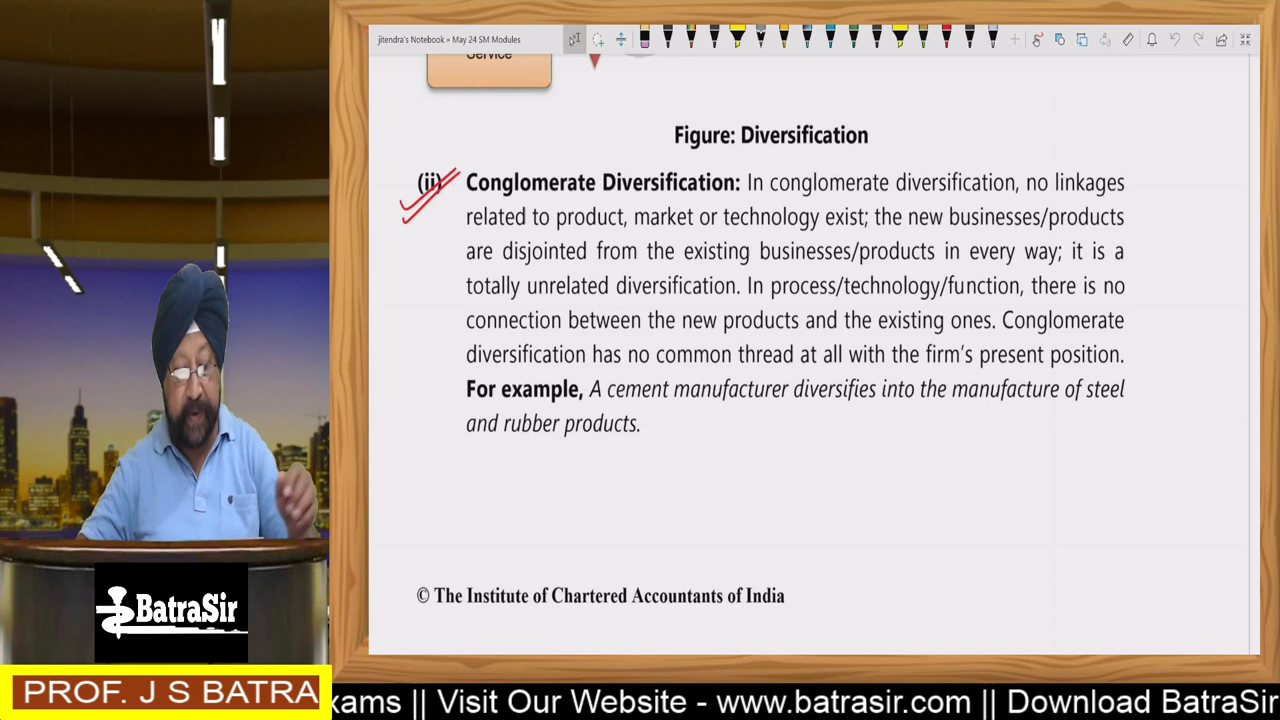 jitendra's Notebook » May 24 SM Modules
Service
Figure: Diversification
(ii) Conglomerate Diversification: In conglomerate diversification, no linkages
related to product, market or technology exist; the new businesses/products
are disjointed from the existing businesses/products in every way; it is a
totally unrelated diversification. In process/technology/function, there is no
connection between the new products and the existing ones. Conglomerate
diversification has no common thread at all with the firm's present position.
For example, A cement manufacturer diversifies into the manufacture of steel
and rubber products.
© The Institute of Chartered Accountants of India
BatraSir
PROF. J S BATRA
xams || Visit Our Website - www.batrasir.com || Download BatraSir